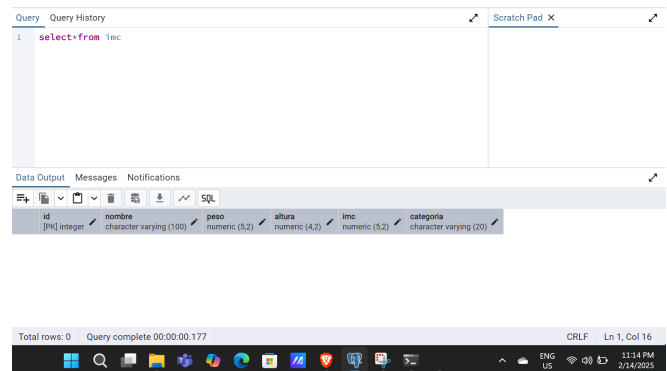 Query Query History
Scratch Pad
1 select*from imc
Data Output Messages Notifications
SQL
id nombre peso altura imc categoria
[PK] integer character varying (100) numeric (5,2) numeric (4,2) numeric (5,2) character varying (20)
Total rows: 0 Query complete 00:00:00.177 CRLF Ln 1, Col 16
ENG 11:14 PM
US 2/14/2025